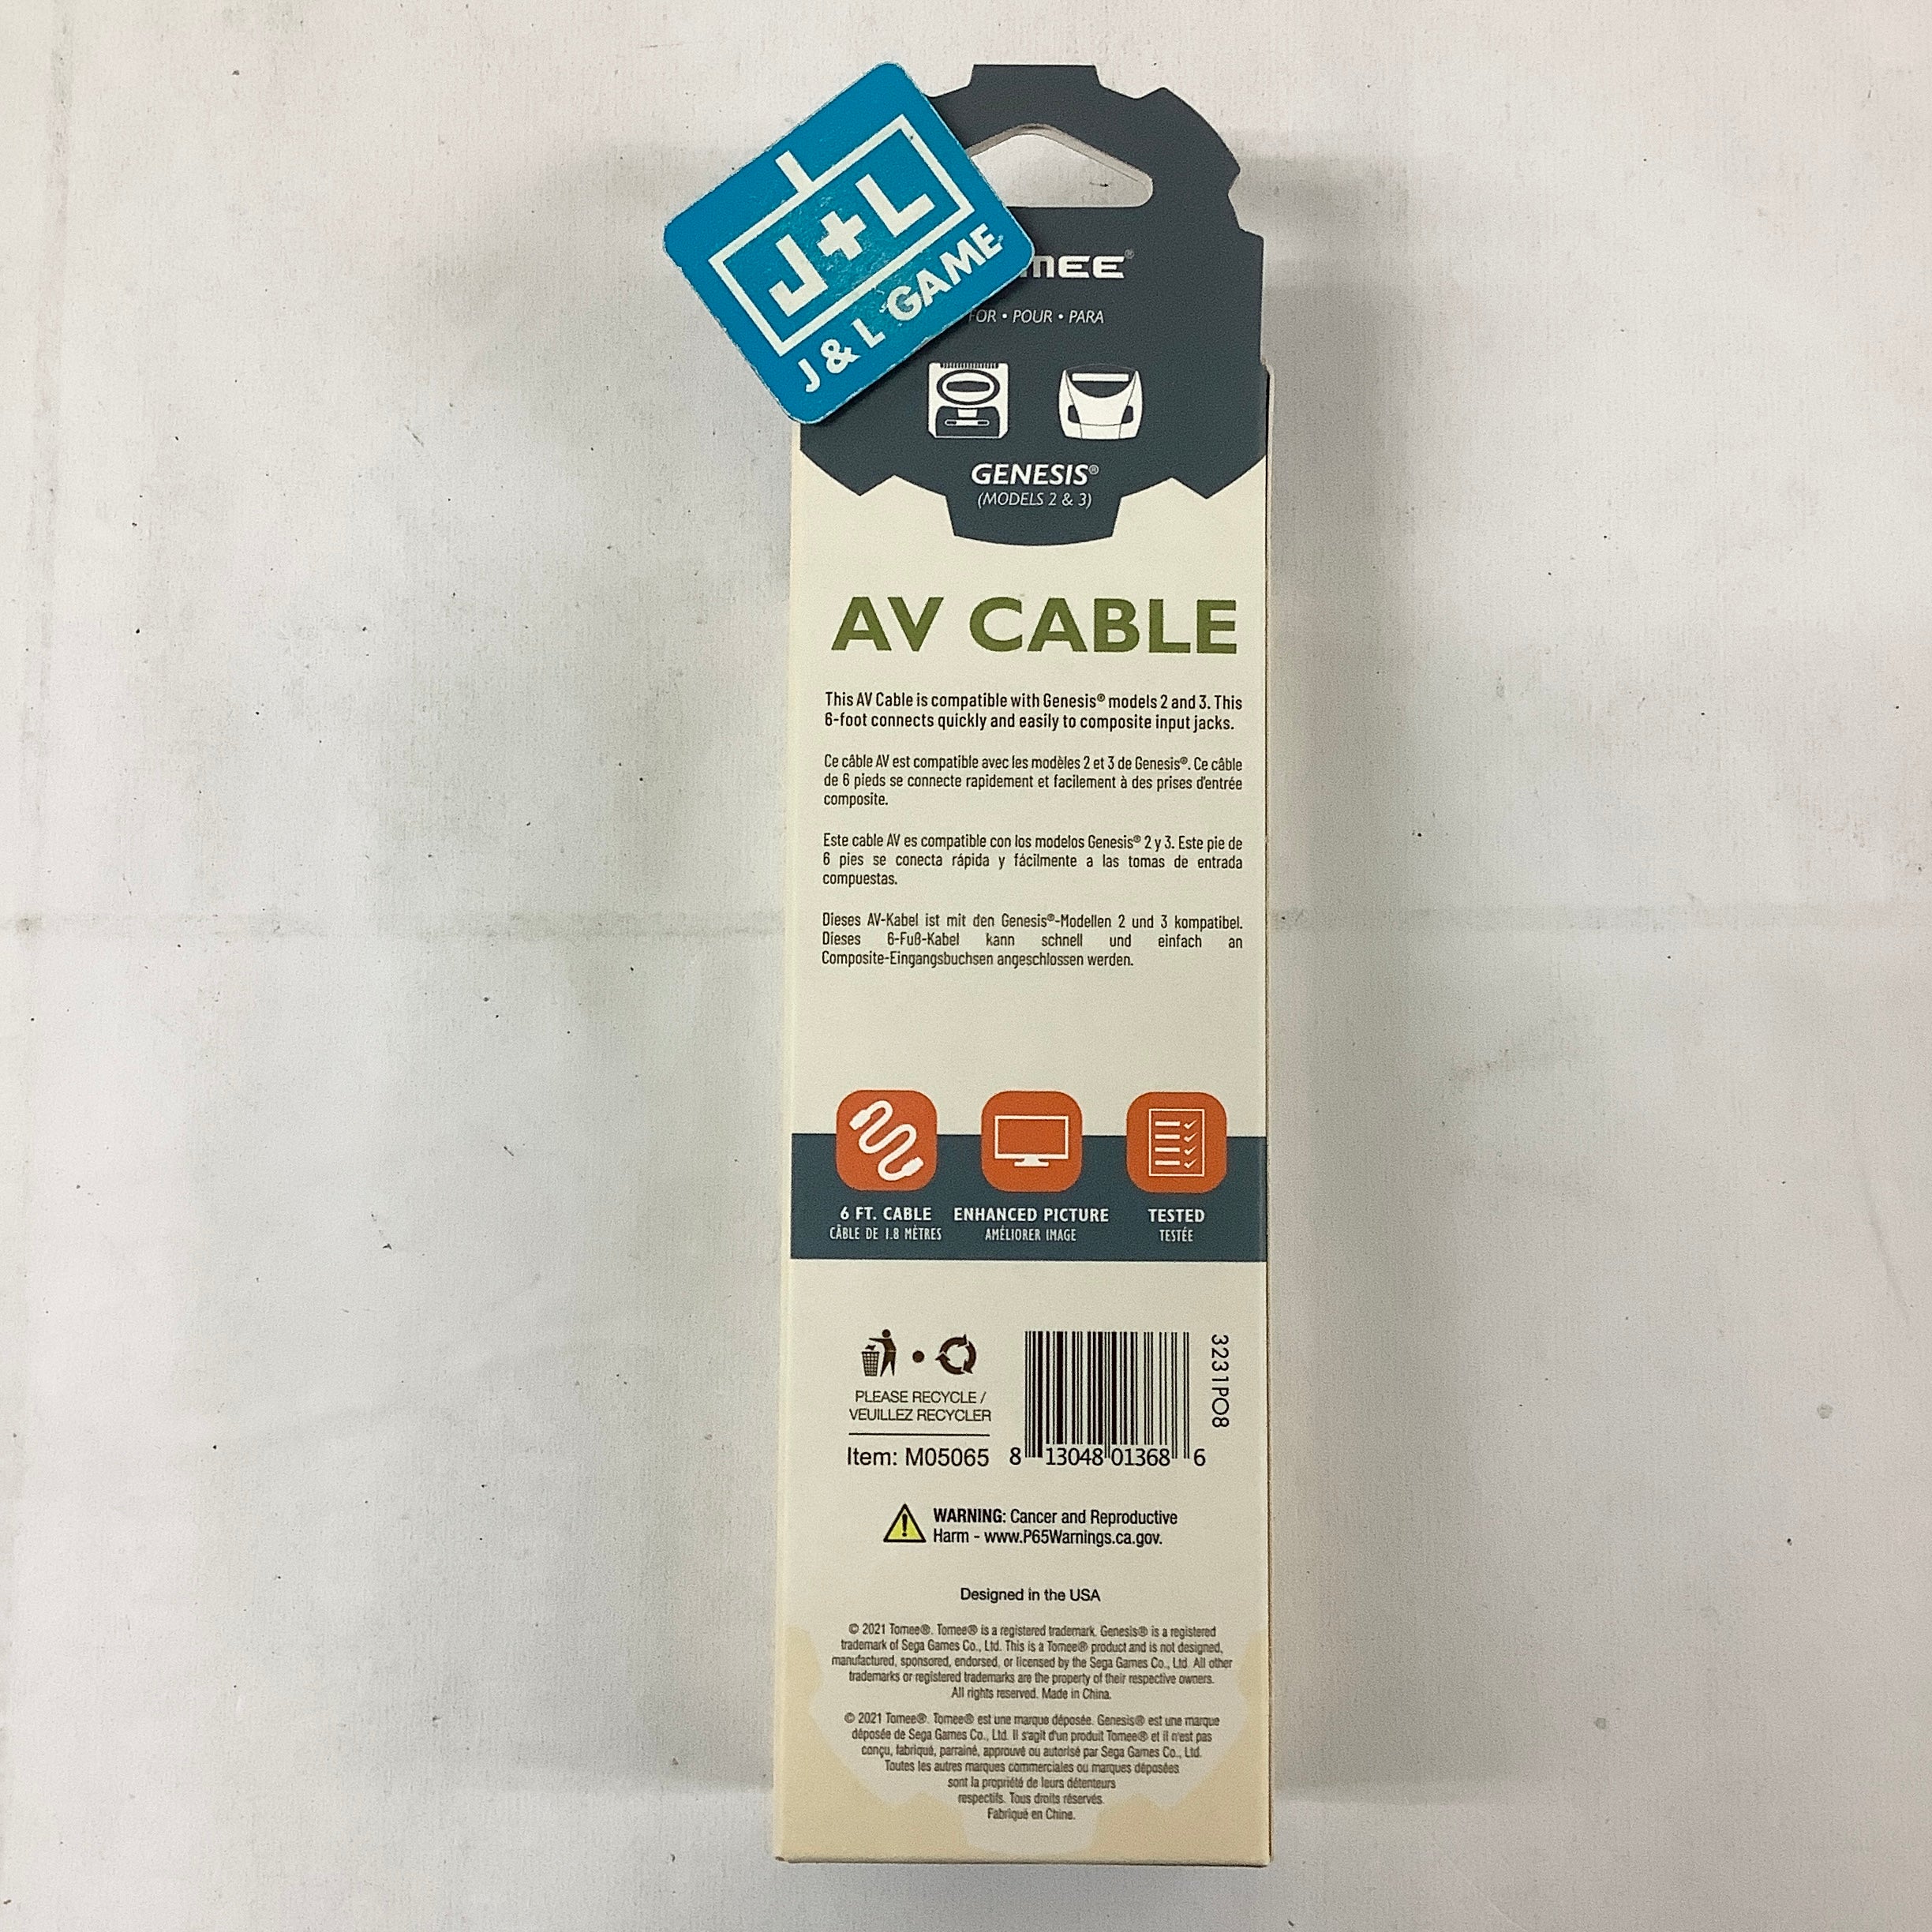 J+L
J & L GAME
MEE®
FOR • POUR • PARA
GENESIS®
(MODELS 2 & 3)
AV CABLE
This AV Cable is compatible with Genesis® models 2 and 3. This
6-foot connects quickly and easily to composite input jacks.
Ce câble AV est compatible avec les modèles 2 et 3 de Genesis®. Ce câble
de 6 pieds se connecte rapidement et facilement à des prises d'entrée
composite.
Este cable AV es compatible con los modelos Genesis® 2 y 3. Este pie de
6 pies se conecta rápida y fácilmente a las tomas de entrada
compuestas.
Dieses AV-Kabel ist mit den Genesis®-Modellen 2 und 3 kompatibel.
Dieses 6-Fuß-Kabel kann schnell und einfach an
Composite-Eingangsbuchsen angeschlossen werden.
6 FT. CABLE
CÂBLE DE 1.8 MÈTRES
ENHANCED PICTURE
AMÉLIORER IMAGE
TESTED
TESTÉE
PLEASE RECYCLE /
VEUILLEZ RECYCLER
Item: M05065
8 13048 01368 6
3231PO8
WARNING: Cancer and Reproductive
Harm - www.P65Warnings.ca.gov.
Designed in the USA
© 2021 Tomee®. Tomee® is a registered trademark. Genesis® is a registered
trademark of Sega Games Co., Ltd. This is a Tomee® product and is not designed,
manufactured, sponsored, endorsed, or licensed by the Sega Games Co., Ltd. All other
trademarks or registered trademarks are the property of their respective owners.
All rights reserved. Made in China.
© 2021 Tomee®. Tomee® est une marque déposée. Genesis® est une marque
déposée de Sega Games Co., Ltd. Il s'agit d'un produit Tomee® et il n'est pas
conçu, fabriqué, parrainé, approuvé ou autorisé par Sega Games Co., Ltd.
Toutes les autres marques commerciales ou marques déposées
sont la propriété de leurs détenteurs
respectifs. Tous droits réservés.
Fabriqué en Chine.